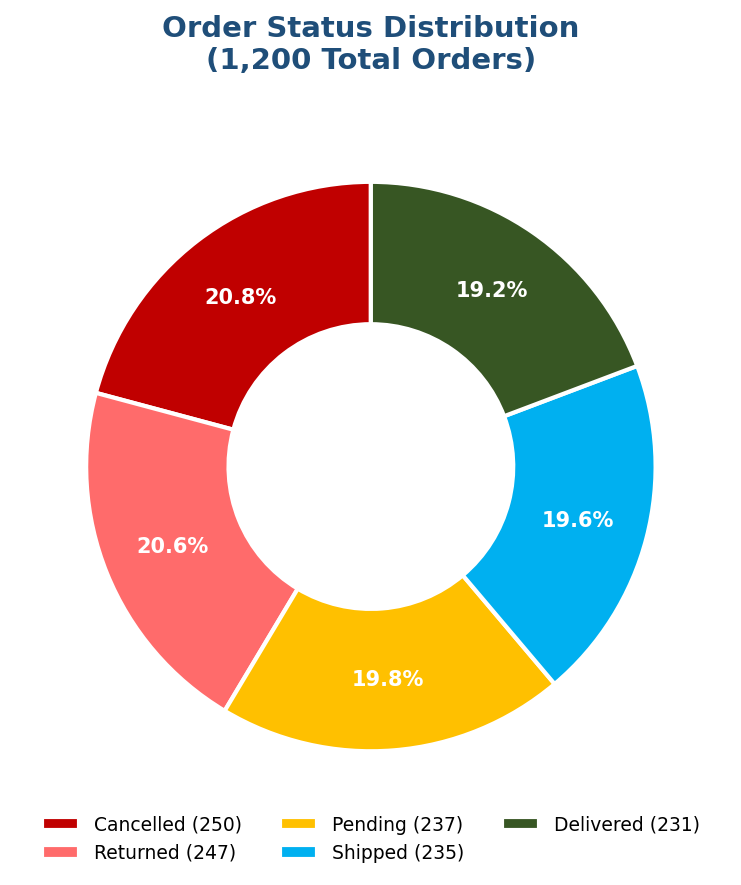 Order Status Distribution
(1,200 Total Orders)
20.8%
19.2%
19.6%
20.6%
19.8%
Cancelled (250)
Returned (247)
Pending (237)
Shipped (235)
Delivered (231)